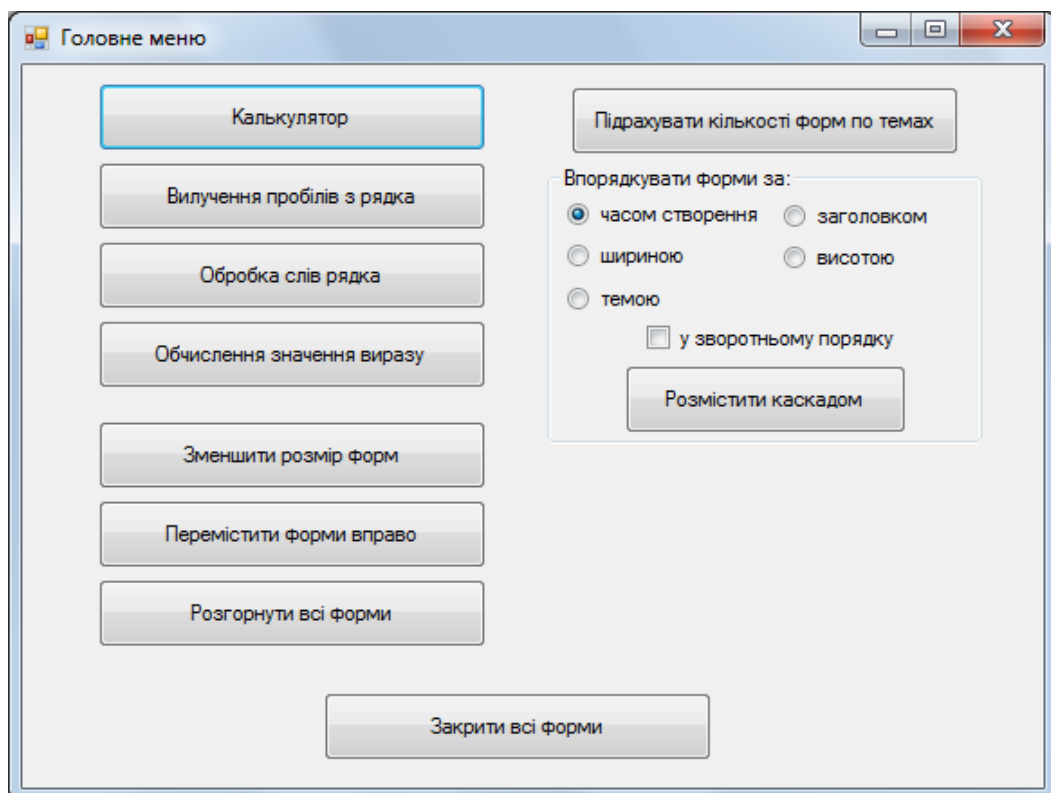 Головне меню
Калькулятор
Вилучення пробілів з рядка
Обробка слів рядка
Обчислення значення виразу
Зменшити розмір форм
Перемістити форми вправо
Розгорнути всі форми
Підрахувати кількості форм по темах
Впорядкувати форми за:
часом створення
заголовком
шириною
висотою
темою
у зворотньому порядку
Розмістити каскадом
Закрити всі форми